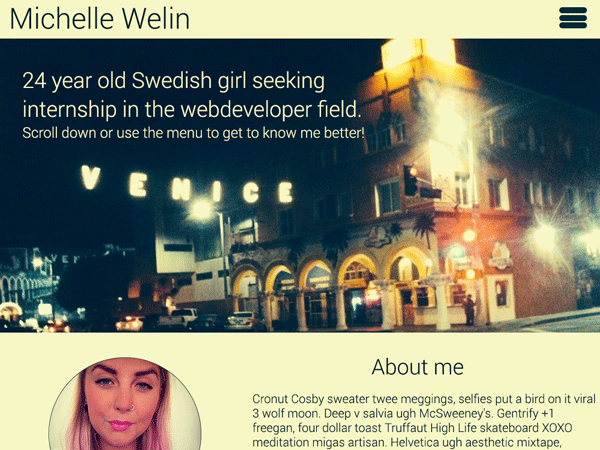 Michelle Welin
24 year old Swedish girl seeking
internship in the webdeveloper field.
Scroll down or use the menu to get to know me better!
VENICE
VENI
About me
Cronut Cosby sweater twee meggings, selfies put a bird on it viral
3 wolf moon. Deep v salvia ugh McSweeney's. Gentrify +1
freegan, four dollar toast Truffaut High Life skateboard XOXO
meditation migas artisan. Helvetica ugh aesthetic mixtape,